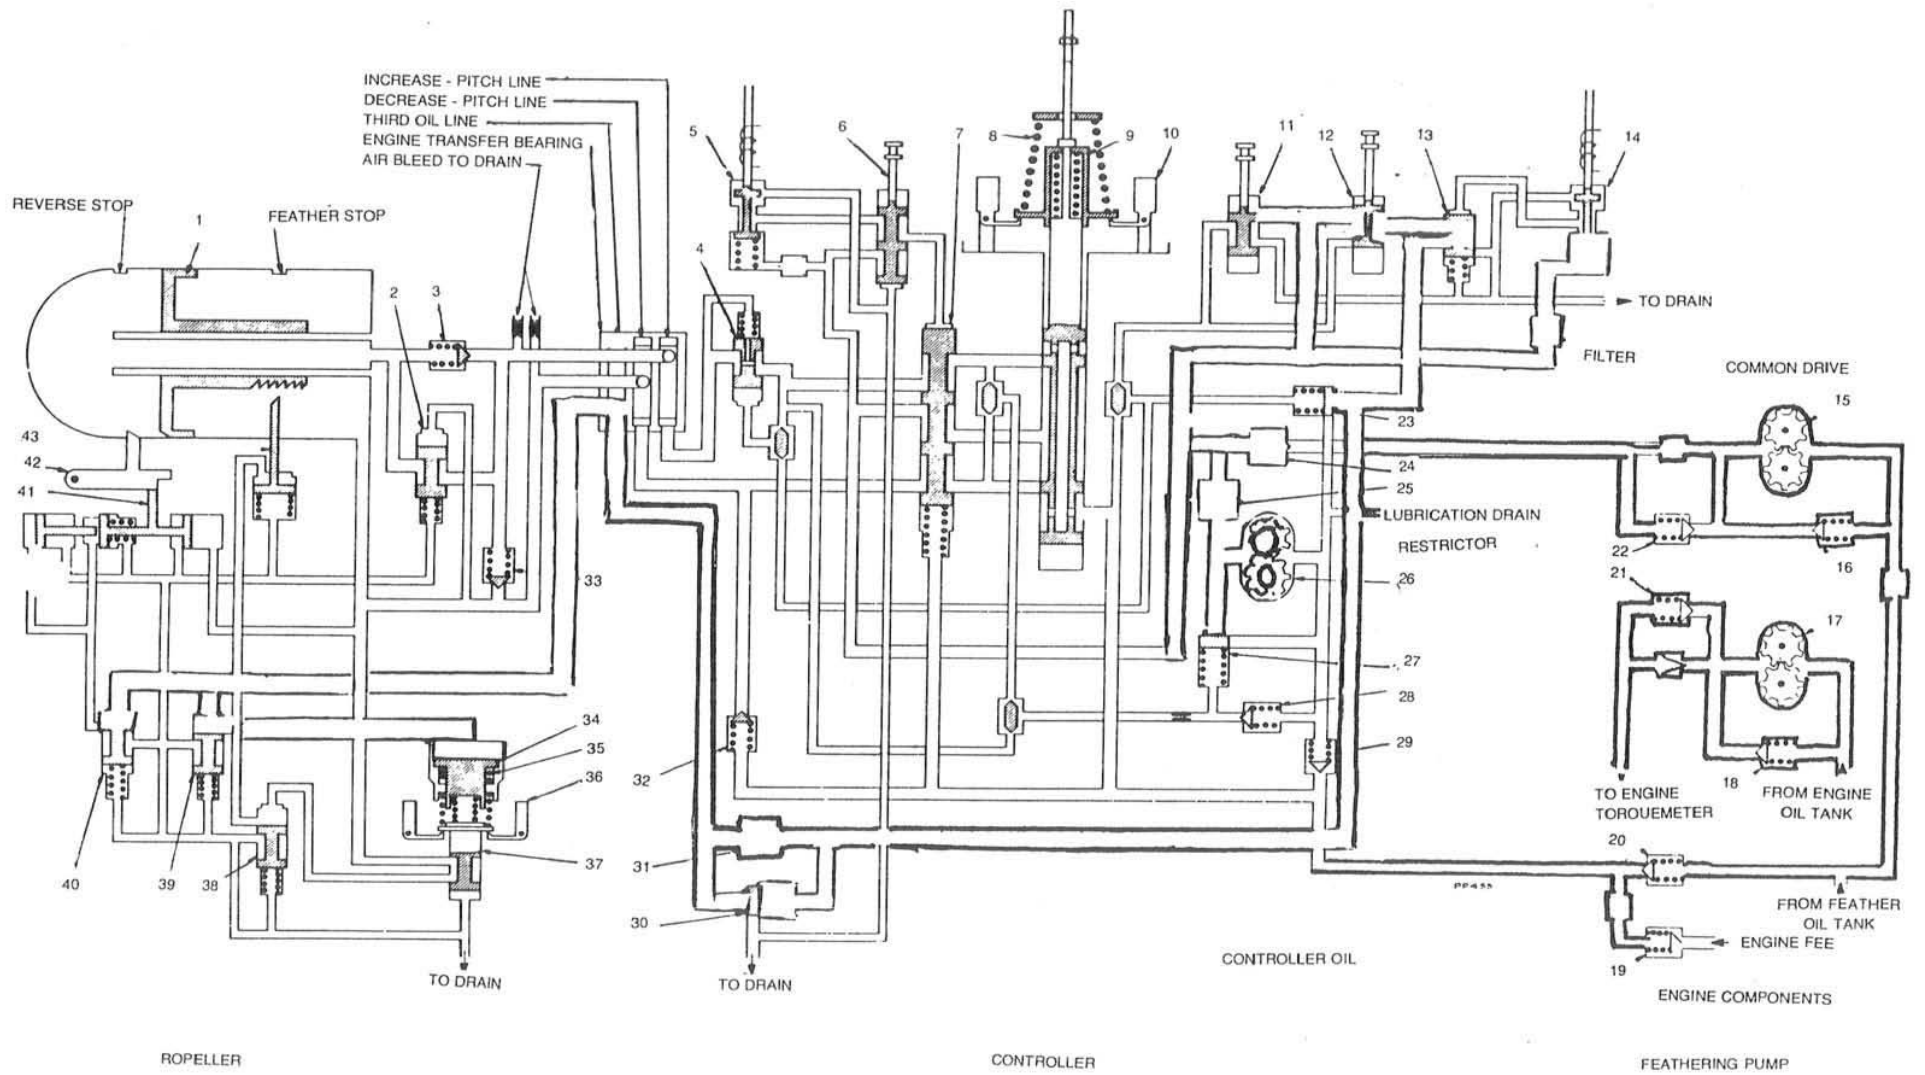 INCREASE - PITCH LINE
DECREASE - PITCH LINE
THIRD OIL LINE
ENGINE TRANSFER BEARING
AIR BLEED TO DRAIN
REVERSE STOP
1
FEATHER STOP
2
3
4
5
6
7
8
9
10
11
12
13
14
TO DRAIN
FILTER
COMMON DRIVE
15
23
24
25
LUBRICATION DRAIN
RESTRICTOR
26
22
16
21
17
43
42
41
33
27
28
29
34
35
36
32
18
TO ENGINE
TOROUEMETER
FROM ENGINE
OIL TANK
20
40
39
38
37
31
30
PP455
FROM FEATHER
OIL TANK
ENGINE FEE
19
TO DRAIN
TO DRAIN
CONTROLLER OIL
ENGINE COMPONENTS
ROPELLER
CONTROLLER
FEATHERING PUMP